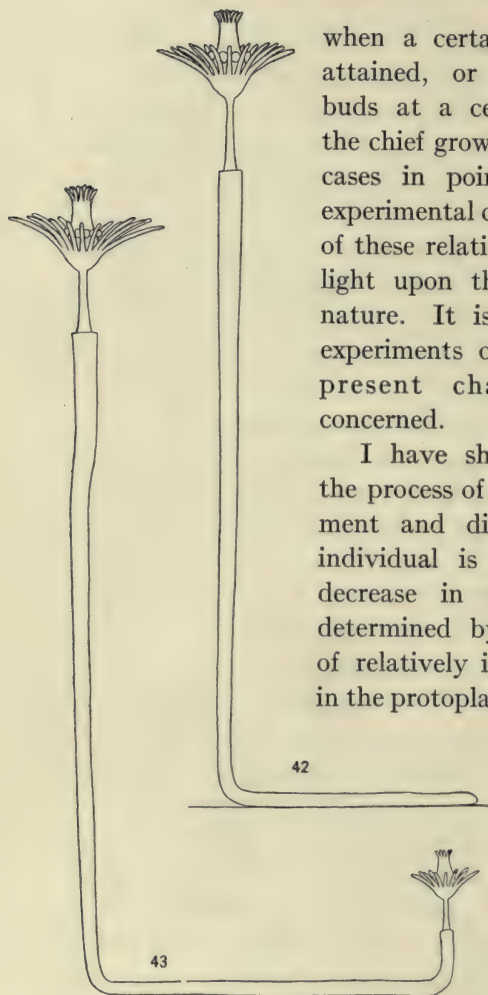 when a certa
attained, or
buds at a ce
the chief grow
cases in poin
experimental c
of these relati
light upon th
nature. It is
experiments o
present cha
concerned.
I have sh
the process of
ment and di
individual is
decrease in
determined by
of relatively i
in the protopla
42
43